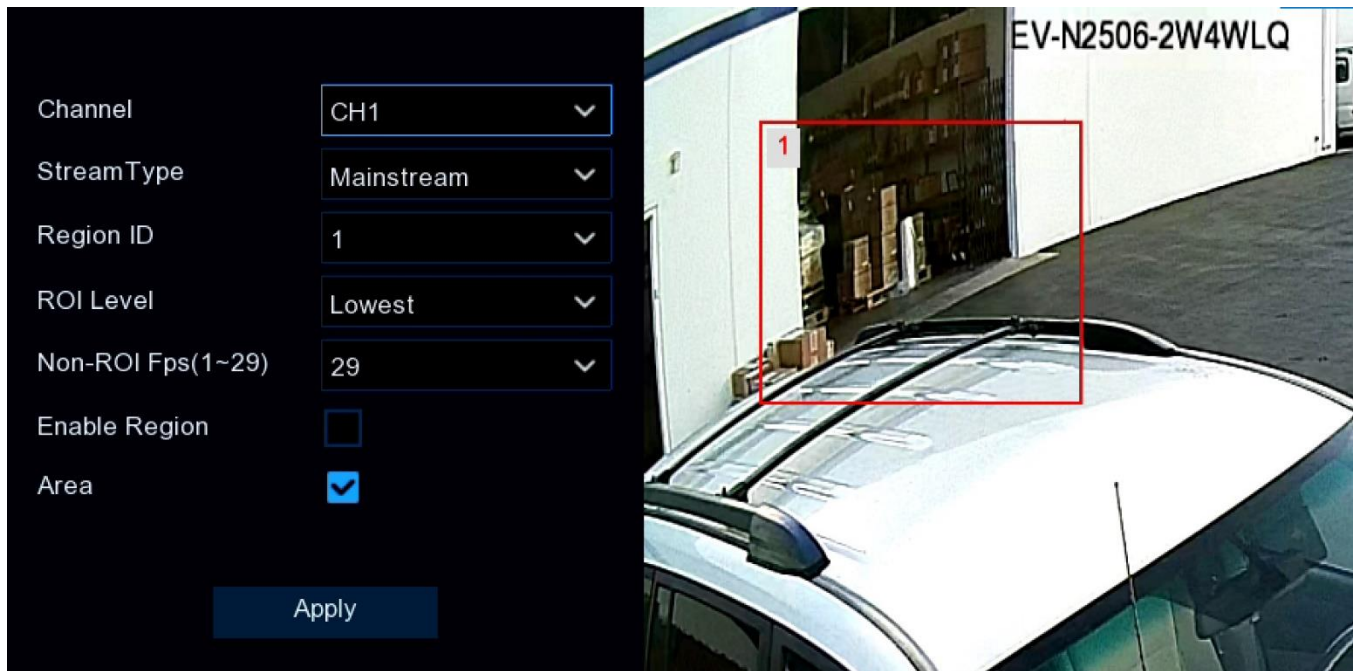 Channel
CH1
StreamType
Mainstream
Region ID
1
ROI Level
Lowest
Non-ROI Fps(1~29)
29
Enable Region
Area
Apply
EV-N2506-2W4WLQ
1